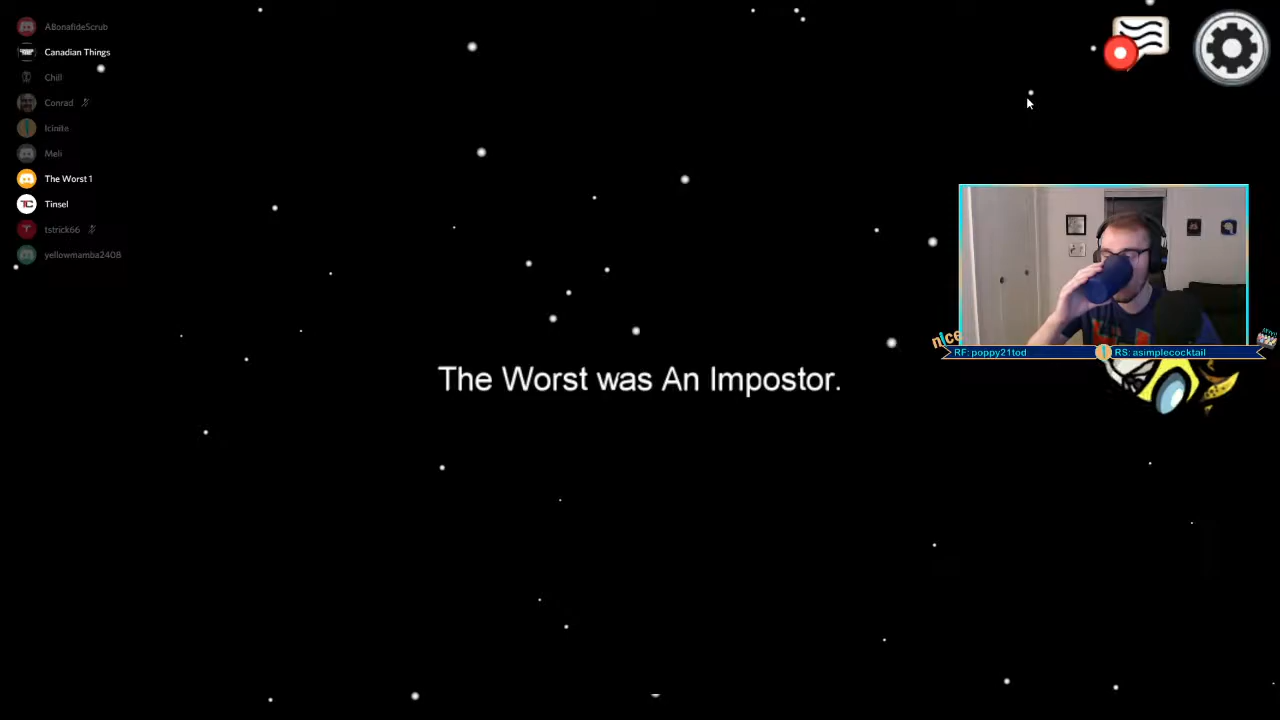 ABonafideScrub
Canadian Things
Chill
Conrad
Icinite
Meli
The Worst 1
Tinsel
tstrick66
yellowmamba2408
nice
RF: poppy21tod
RS: asimplecocktail
The Worst was An Impostor.